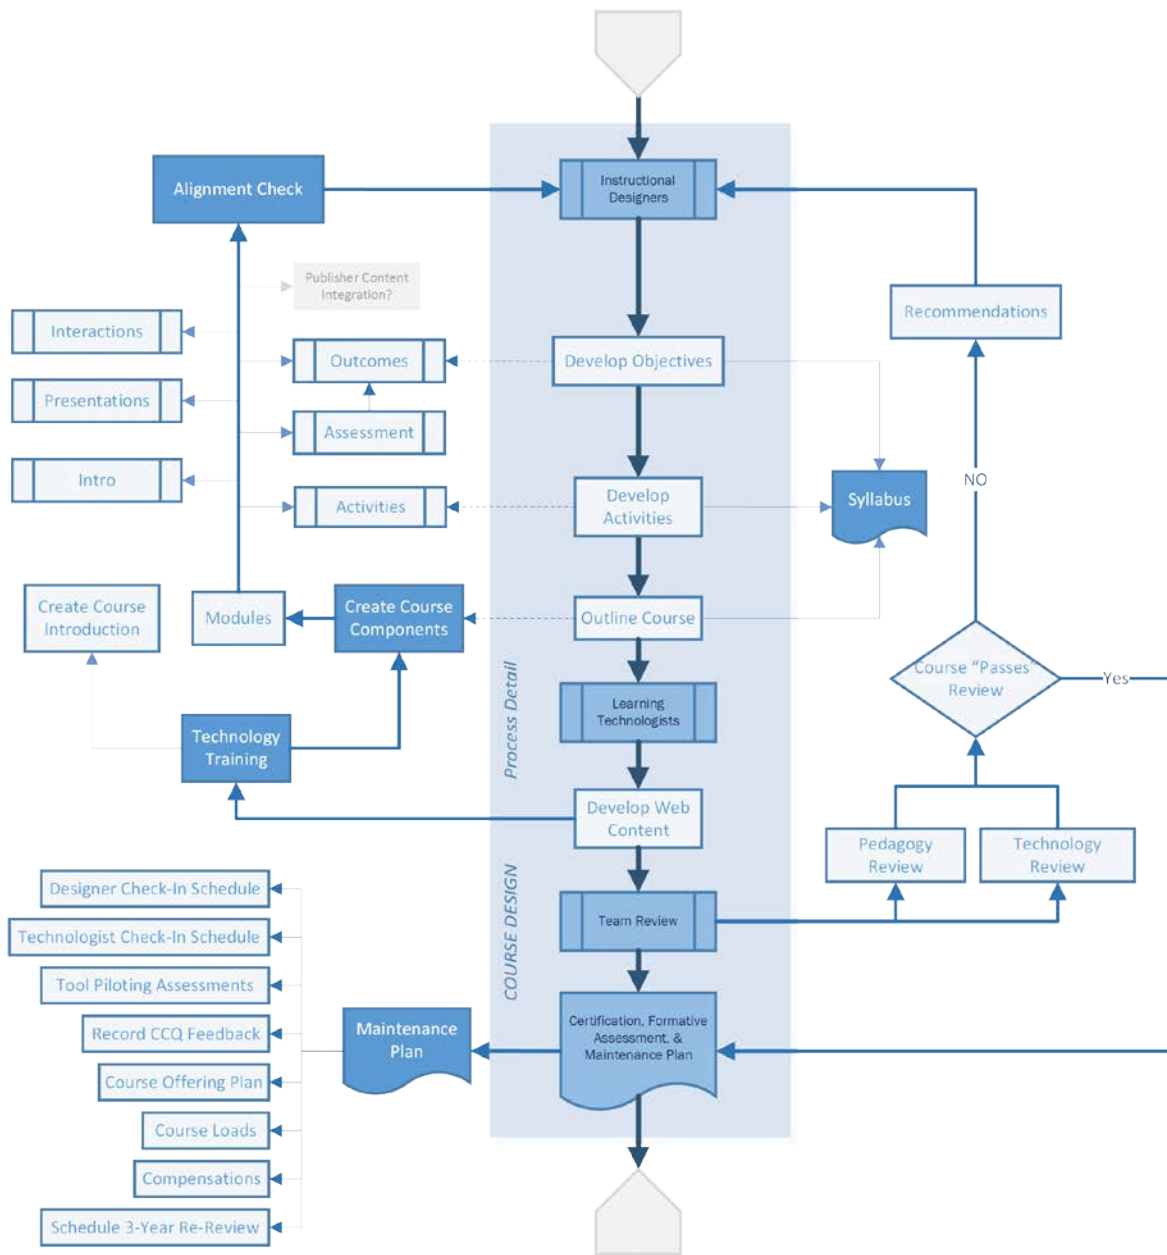 Instructional
Designers
Alignment Check
Publisher Content
Integration?
Recommendations
Interactions
Outcomes
Develop Objectives
Presentations
Assessment
Intro
Activities
Develop
Activities
Syllabus
NO
Create Course
Introduction
Modules
Create Course
Components
Outline Course
Course "Passes"
Review
Yes
Process Detail
Learning
Technologists
Technology
Training
Develop Web
Content
Pedagogy
Review
Technology
Review
COURSE DESIGN
Team Review
Designer Check-In Schedule
Technologist Check-In Schedule
Tool Piloting Assessments
Record CCQ Feedback
Course Offering Plan
Course Loads
Compensations
Schedule 3-Year Re-Review
Maintenance
Plan
Certification, Formative
Assessment, &
Maintenance Plan